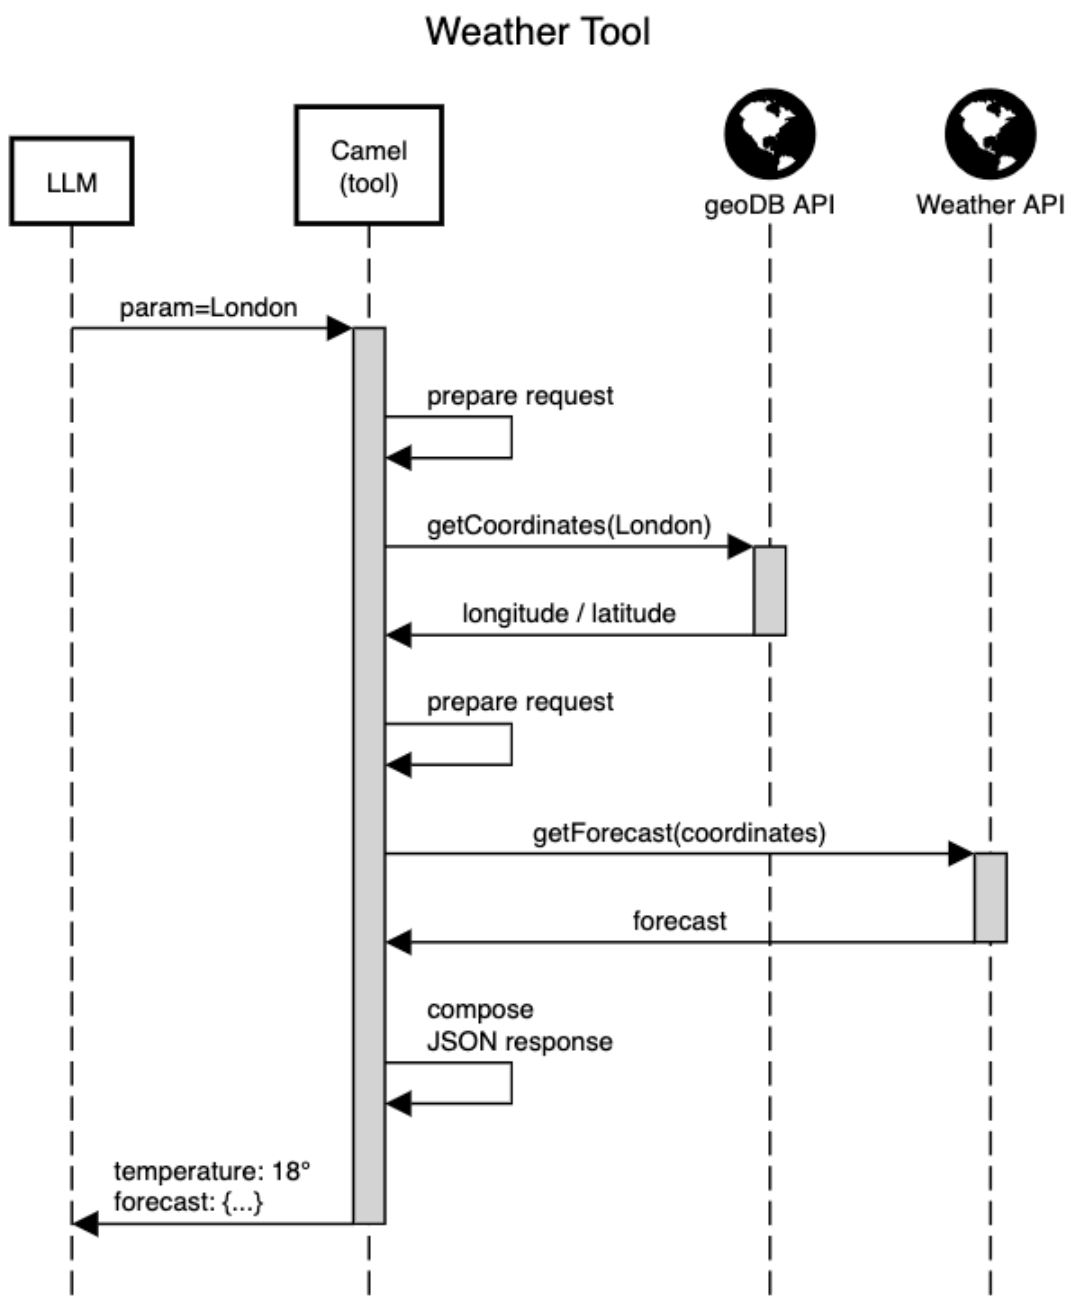 Weather Tool
LLM
Camel
(tool)
geoDB API
Weather API
param=London
prepare request
getCoordinates(London)
longitude / latitude
prepare request
getForecast(coordinates)
forecast
compose
JSON response
temperature: 18°
forecast: {...}